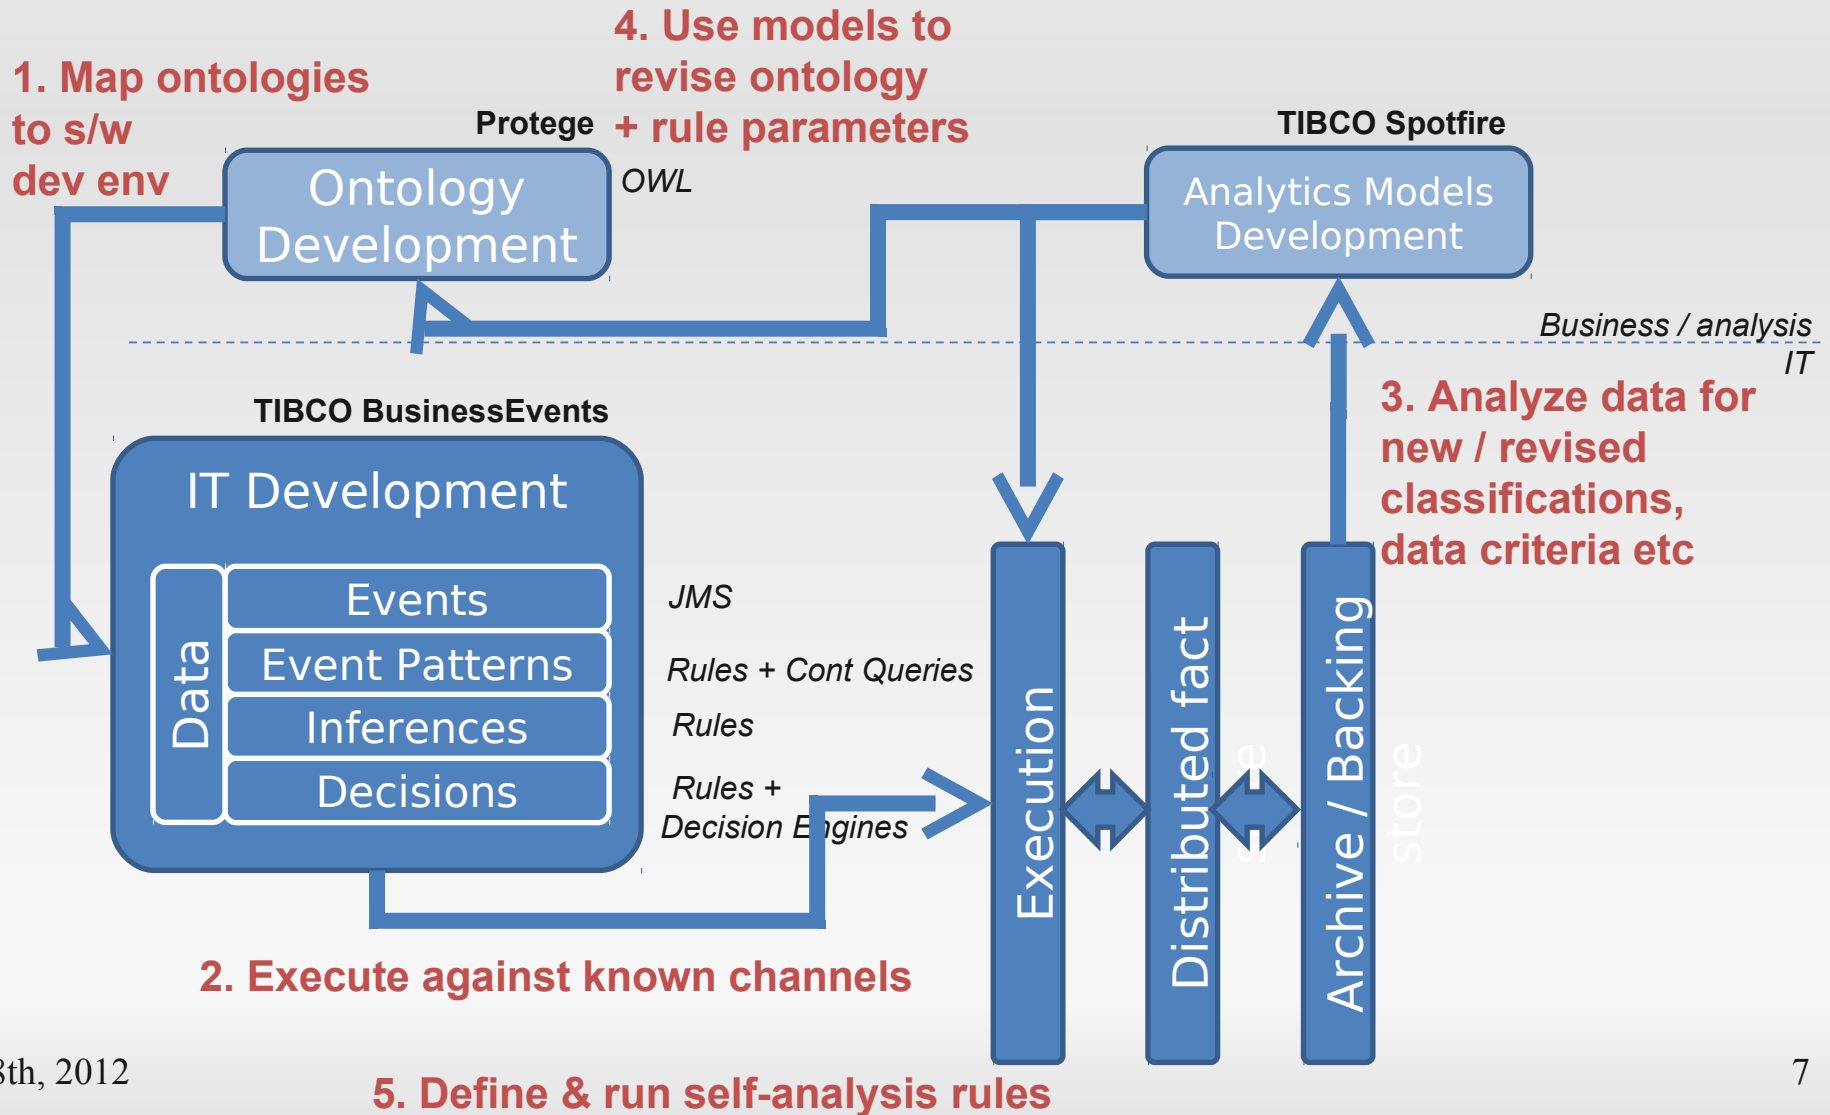 1. Map ontologies
to s/w
dev env
4. Use models to
revise ontology
+ rule parameters
Protege
Ontology
Development
OWL
TIBCO Spotfire
Analytics Models
Development
Business / analysis
IT
TIBCO BusinessEvents
IT Development
Data
Events
Event Patterns
Inferences
Decisions
JMS
Rules + Cont Queries
Rules
Rules +
Decision Engines
3. Analyze data for
new / revised
classifications,
data criteria etc
Execution
Distributed fact
store
Archive / Backing
store
2. Execute against known channels
8th, 2012
5. Define & run self-analysis rules
7